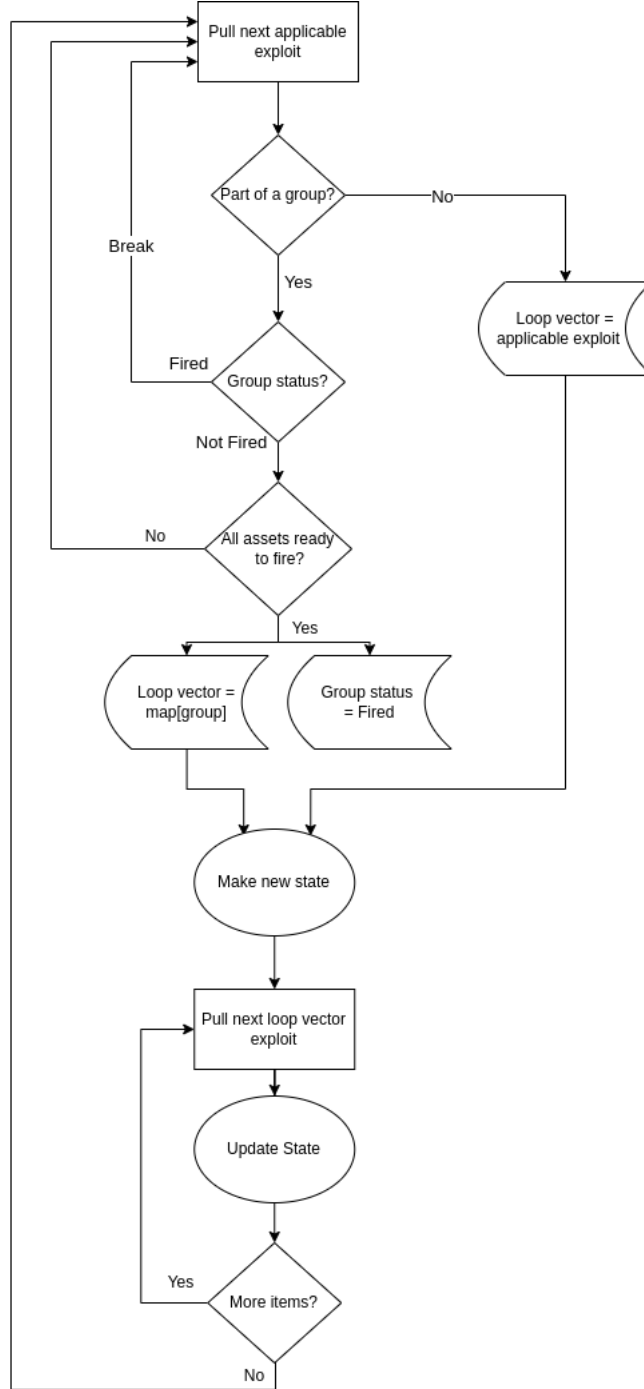 Pull next applicable
exploit
Part of a group?
No
Break
Yes
Loop vector =
applicable exploit
Fired
Group status?
Not Fired
All assets ready
to fire?
No
Yes
Loop vector =
map[group]
Group status
= Fired
Make new state
Pull next loop vector
exploit
Update State
Yes
More items?
No